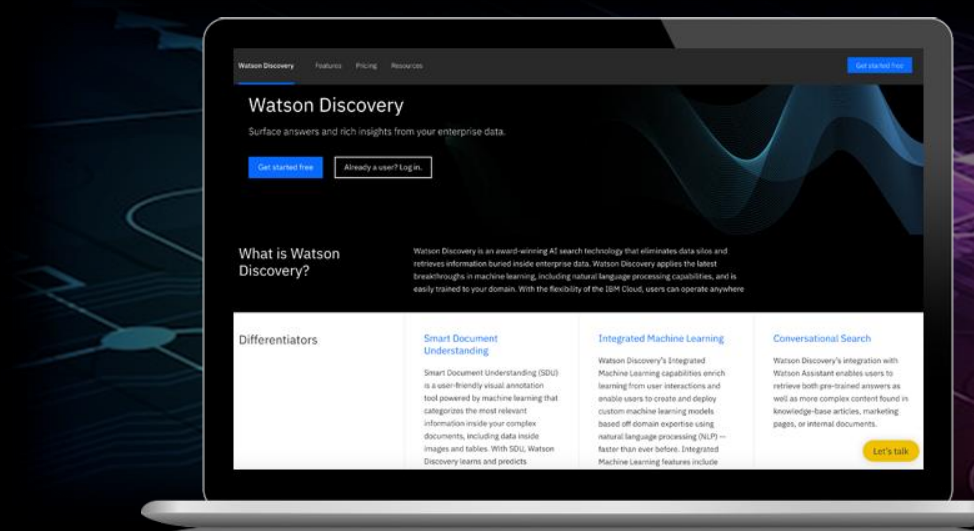 Watson Discovery Features Pricing Resources Get started free
Watson Discovery
Surface answers and rich insights from your enterprise data.
Get started free Already a user? Log in.
What is Watson
Discovery?
Watson Discovery is an award-winning AI search technology that eliminates data silos and
retrieves information buried inside enterprise data. Watson Discovery applies the latest
breakthroughs in machine learning, including natural language processing capabilities, and is
easily trained to your domain. With the flexibility of the IBM Cloud, users can operate anywhere
Differentiators
Smart Document
Understanding
Smart Document Understanding (SDU)
is a user-friendly visual annotation
tool powered by machine learning that
categorizes the most relevant
information inside your complex
documents, including data inside
images and tables. With SDU, Watson
Discovery learns and predicts
Integrated Machine Learning
Watson Discovery's Integrated
Machine Learning capabilities enrich
learning from user interactions and
enable users to create and deploy
custom machine learning models
based off domain expertise using
natural language processing (NLP) —
faster than ever before. Integrated
Machine Learning features include
Conversational Search
Watson Discovery's integration with
Watson Assistant enables users to
retrieve both pre-trained answers as
well as more complex content found in
knowledge-base articles, marketing
pages, or internal documents.
Let's talk